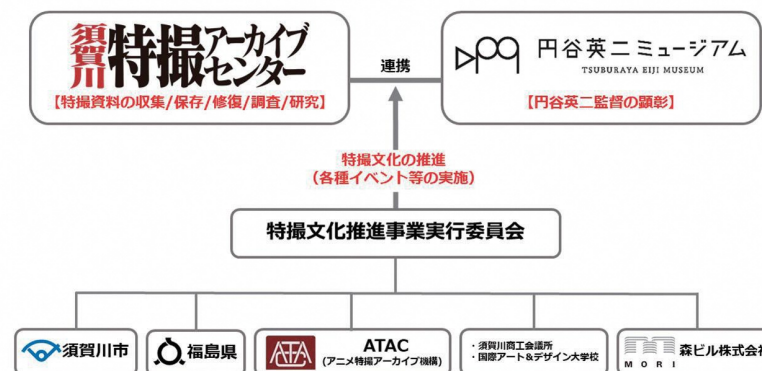 須賀川
特撮
アーカイブ
センター
【特撮資料の収集/保存/修復/調査/研究】
連携
円谷英二ミュージアム
TSUBURAYA EIJI MUSEUM
【円谷英二監督の顕彰】
特撮文化の推進
（各種イベント等の実施）
特撮文化推進事業実行委員会
須賀川市
福島県
ATAC
ATAC
(アニメ特撮アーカイブ機構)
・須賀川商工会議所
・国際アート&デザイン大学校
MORI
森ビル株式会社